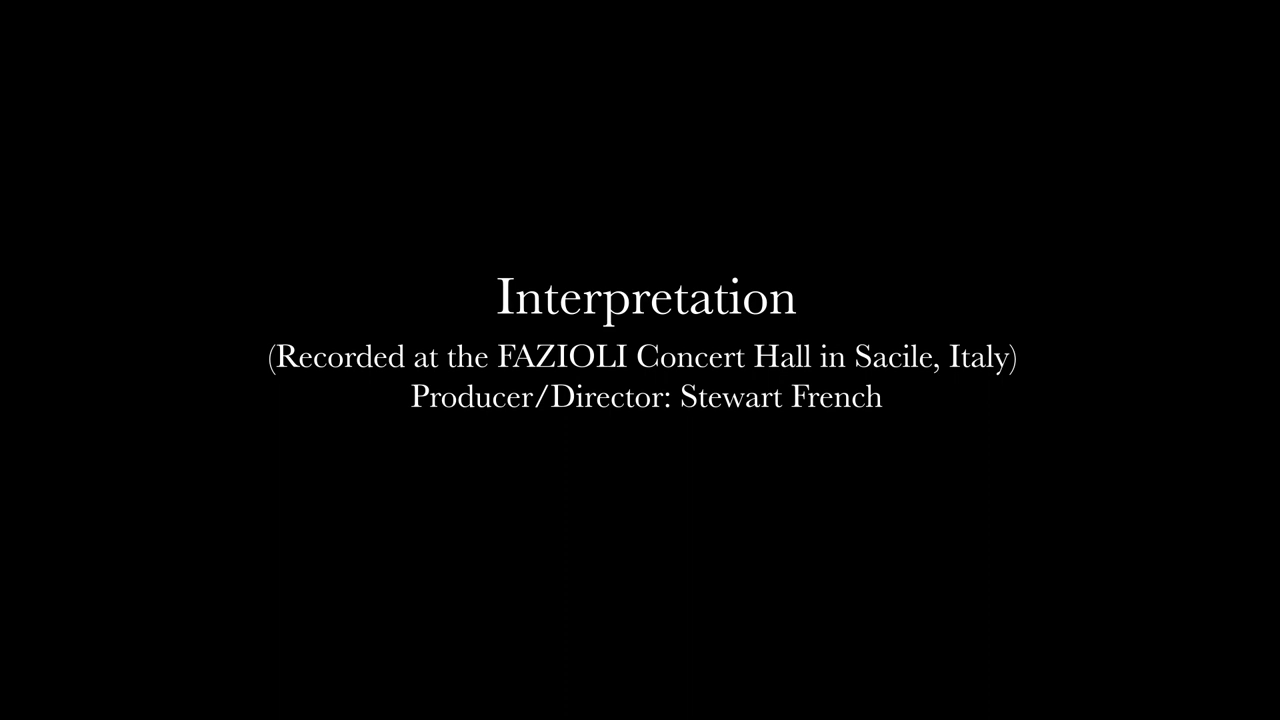 Interpretation
(Recorded at the FAZIOLI Concert Hall in Sacile, Italy)
Producer/Director: Stewart French